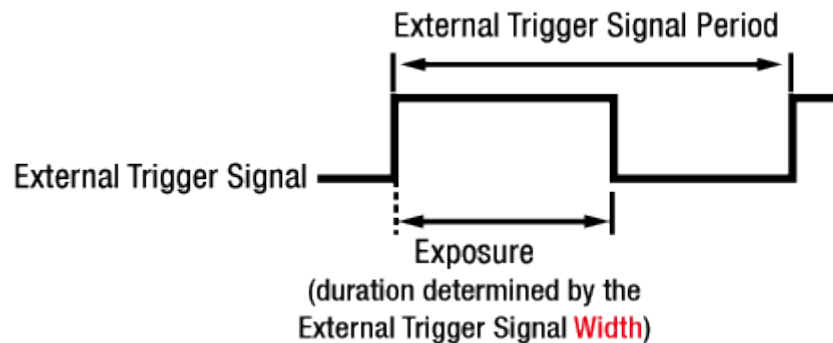 External Trigger Signal Period
External Trigger Signal
Exposure
(duration determined by the
External Trigger Signal Width)